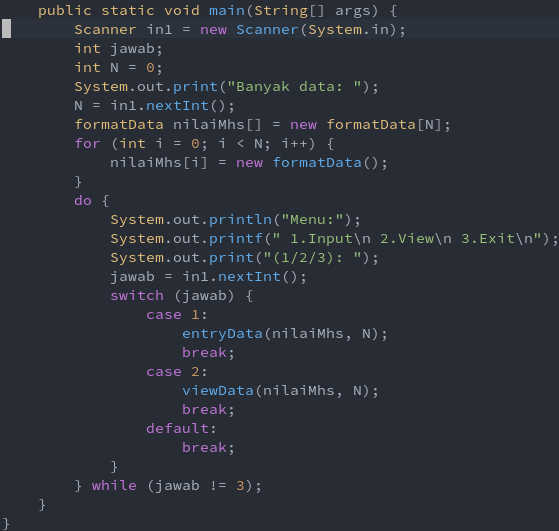 public static void main(String[] args) {
Scanner in1 = new Scanner(System.in);
int jawab;
int N = 0;
System.out.print("Banyak data: ");
N = in1.nextInt();
formatData nilaiMhs[] = new formatData[N];
for (int i = 0; i < N; i++) {
nilaiMhs[i] = new formatData();
}
do {
System.out.println("Menu:");
System.out.printf(" 1.Input\n 2.View\n 3.Exit\n");
System.out.print("(1/2/3): ");
jawab = in1.nextInt();
switch (jawab) {
case 1:
entryData(nilaiMhs, N);
break;
case 2:
viewData(nilaiMhs, N);
break;
default:
break;
}
} while (jawab != 3);
}
}